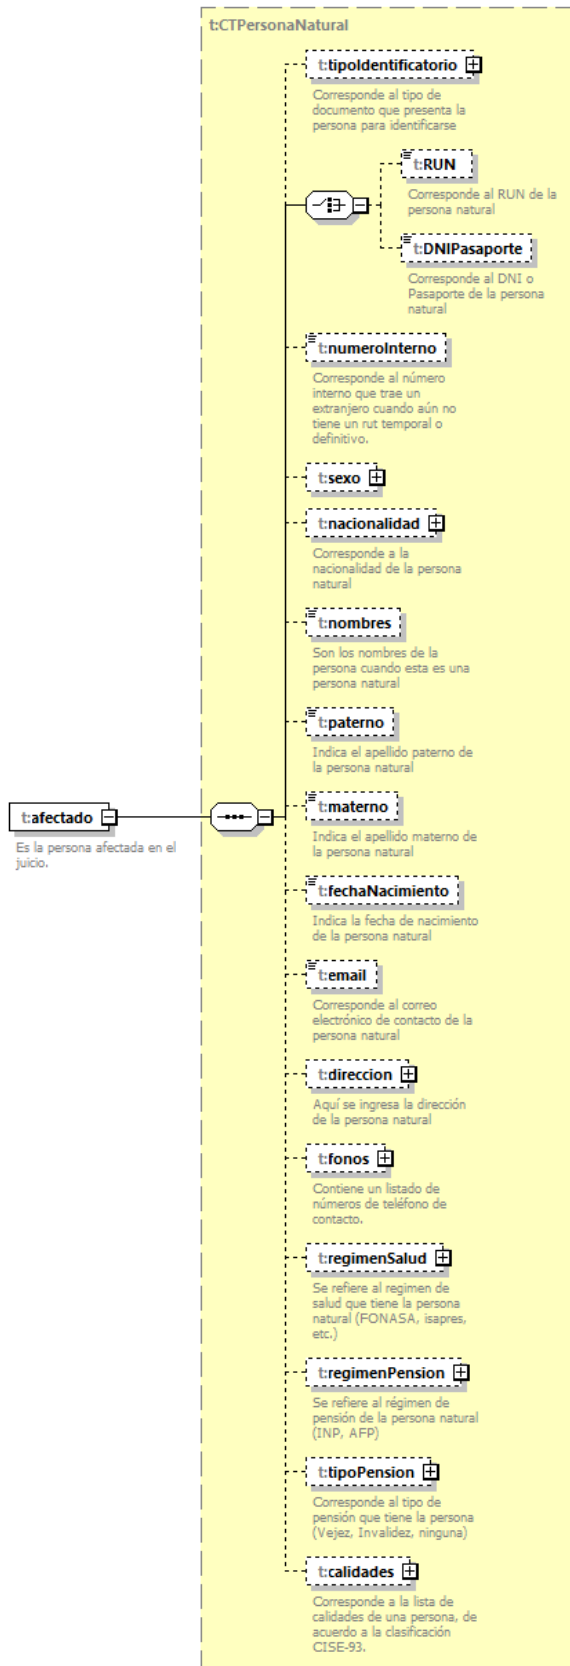 t:CTPersonaNatural
t:tipoIdentificatorio
Corresponde al tipo de
documento que presenta la
persona para identificarse
t:RUN
Corresponde al RUN de la
persona natural
t:DNIPasaporte
Corresponde al DNI o
Pasaporte de la persona
natural
t:numeroInterno
Corresponde al número
interno que trae un
extranjero cuando aún no
tiene un rut temporal o
definitivo.
t:sexo
t:nacionalidad
Corresponde a la
nacionalidad de la persona
natural
t:nombres
Son los nombres de la
persona cuando esta es una
persona natural
t:paterno
Indica el apellido paterno de
la persona natural
t:afectado
Es la persona afectada en el
juicio.
t:materno
Indica el apellido materno de
la persona natural
t:fechaNacimiento
Indica la fecha de nacimiento
de la persona natural
t:email
Corresponde al correo
electrónico de contacto de la
persona natural
t:direccion
Aquí se ingresa la dirección
de la persona natural
t:fonos
Contiene un listado de
números de teléfono de
contacto.
t:regimenSalud
Se refiere al regimen de
salud que tiene la persona
natural (FONASA, isapres,
etc.)
t:regimenPension
Se refiere al régimen de
pensión de la persona natural
(INP, AFP)
t:tipoPension
Corresponde al tipo de
pensión que tiene la persona
(Vejez, Invalidez, ninguna)
t:calidades
Corresponde a la lista de
calidades de una persona, de
acuerdo a la clasificación
CISE-93.